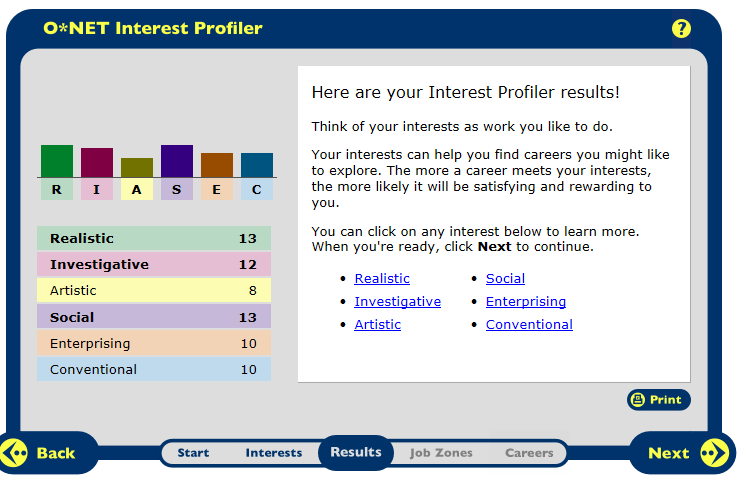 O*NET Interest Profiler
?
Here are your Interest Profiler results!
Think of your interests as work you like to do.
Your interests can help you find careers you might like
to explore. The more a career meets your interests,
the more likely it will be satisfying and rewarding to
you.
You can click on any interest below to learn more.
When you're ready, click Next to continue.
• Realistic
• Investigative
• Artistic
• Social
• Enterprising
• Conventional
R I A S E C
Realistic 13
Investigative 12
Artistic 8
Social 13
Enterprising 10
Conventional 10
Print
Back
Start Interests Results Job Zones Careers
Next